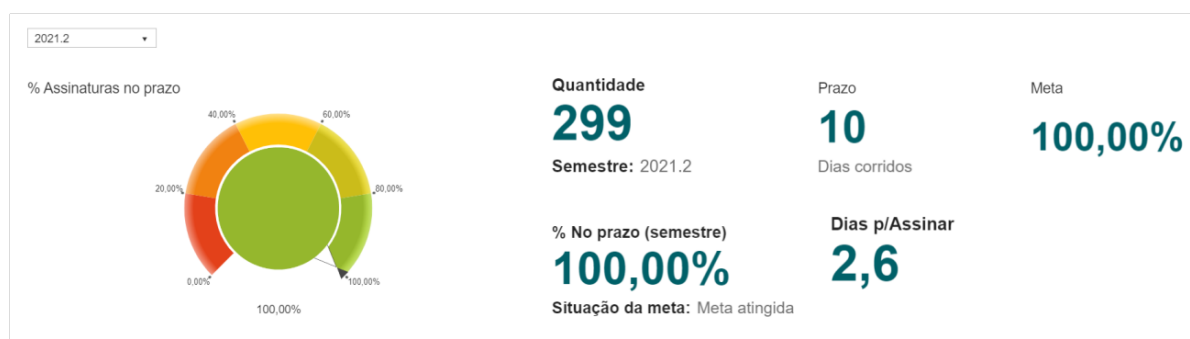 2021.2
% Assinaturas no prazo
40,00%
60,00%
20,00%
80,00%
0,00%
100,00%
100,00%
Quantidade
299
Semestre: 2021.2
Prazo
10
Dias corridos
Meta
100,00%
% No prazo (semestre)
100,00%
Situação da meta: Meta atingida
Dias p/Assinar
2,6